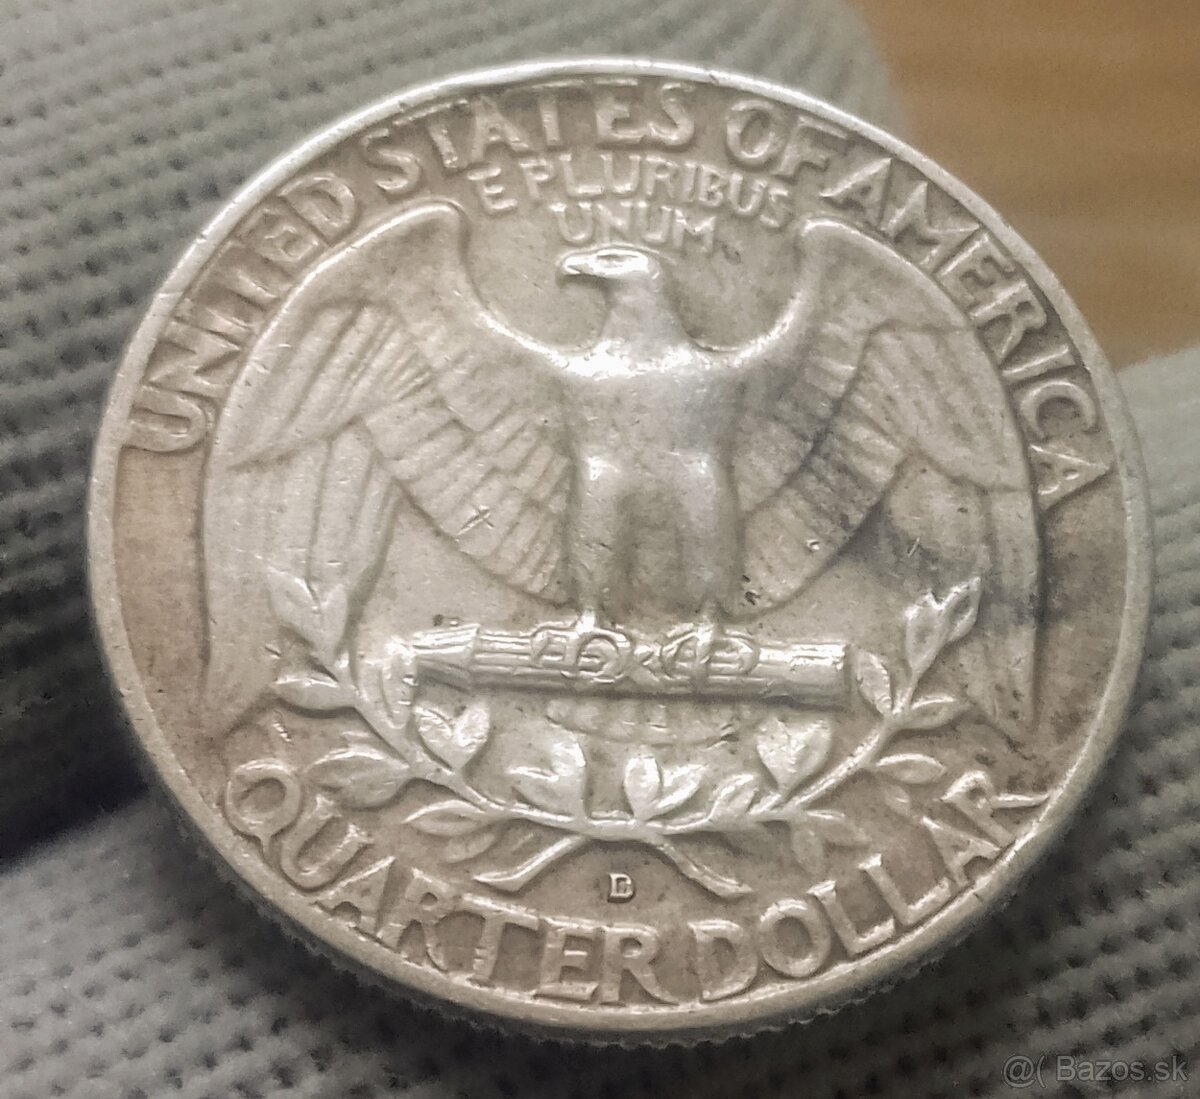 UNITED STATES OF AMERICA
E PLURIBUS
UNUM
D
QUARTER DOLLAR
@( Bazos.sk